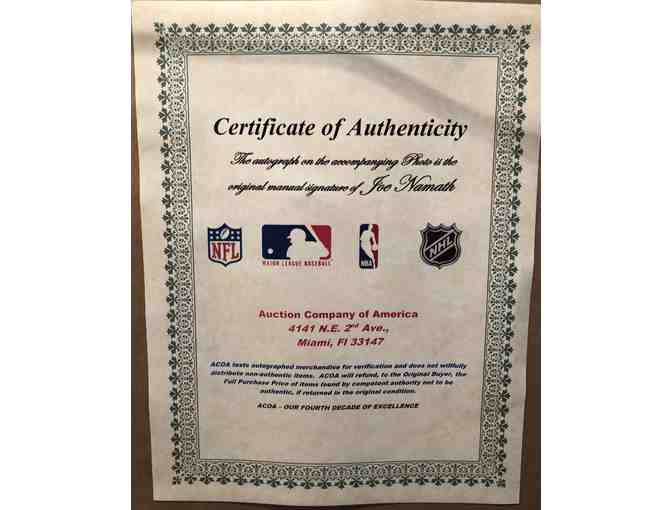 Certificate of Authenticity
The autograph on the accompanying Photo is the
original manual signature of Joe Namath
NFL
MAJOR LEAGUE BASEBALL
NBA
NHL
Auction Company of America
4141 N.E. 2nd Ave.,
Miami, Fl 33147
ACOA tests autographed merchandise for verification and does not willfully
distribute non-authentic items. ACOA will refund, to the Original Buyer, the
Full Purchase Price of items found by competent authority not to be
authentic, if returned in the original condition.
ACOA - OUR FOURTH DECADE OF EXCELLENCE